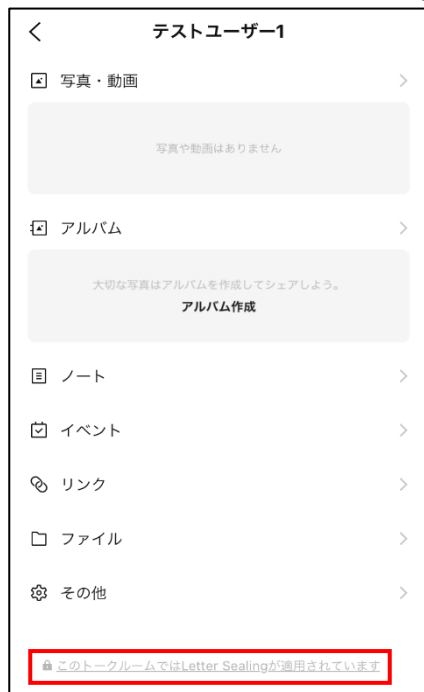 テストユーザー1
写真・動画
写真や動画はありません
アルバム
大切な写真はアルバムを作成してシェアしよう。
アルバム作成
ノート
イベント
リンク
ファイル
その他
このトークルームではLetter Sealingが適用されています